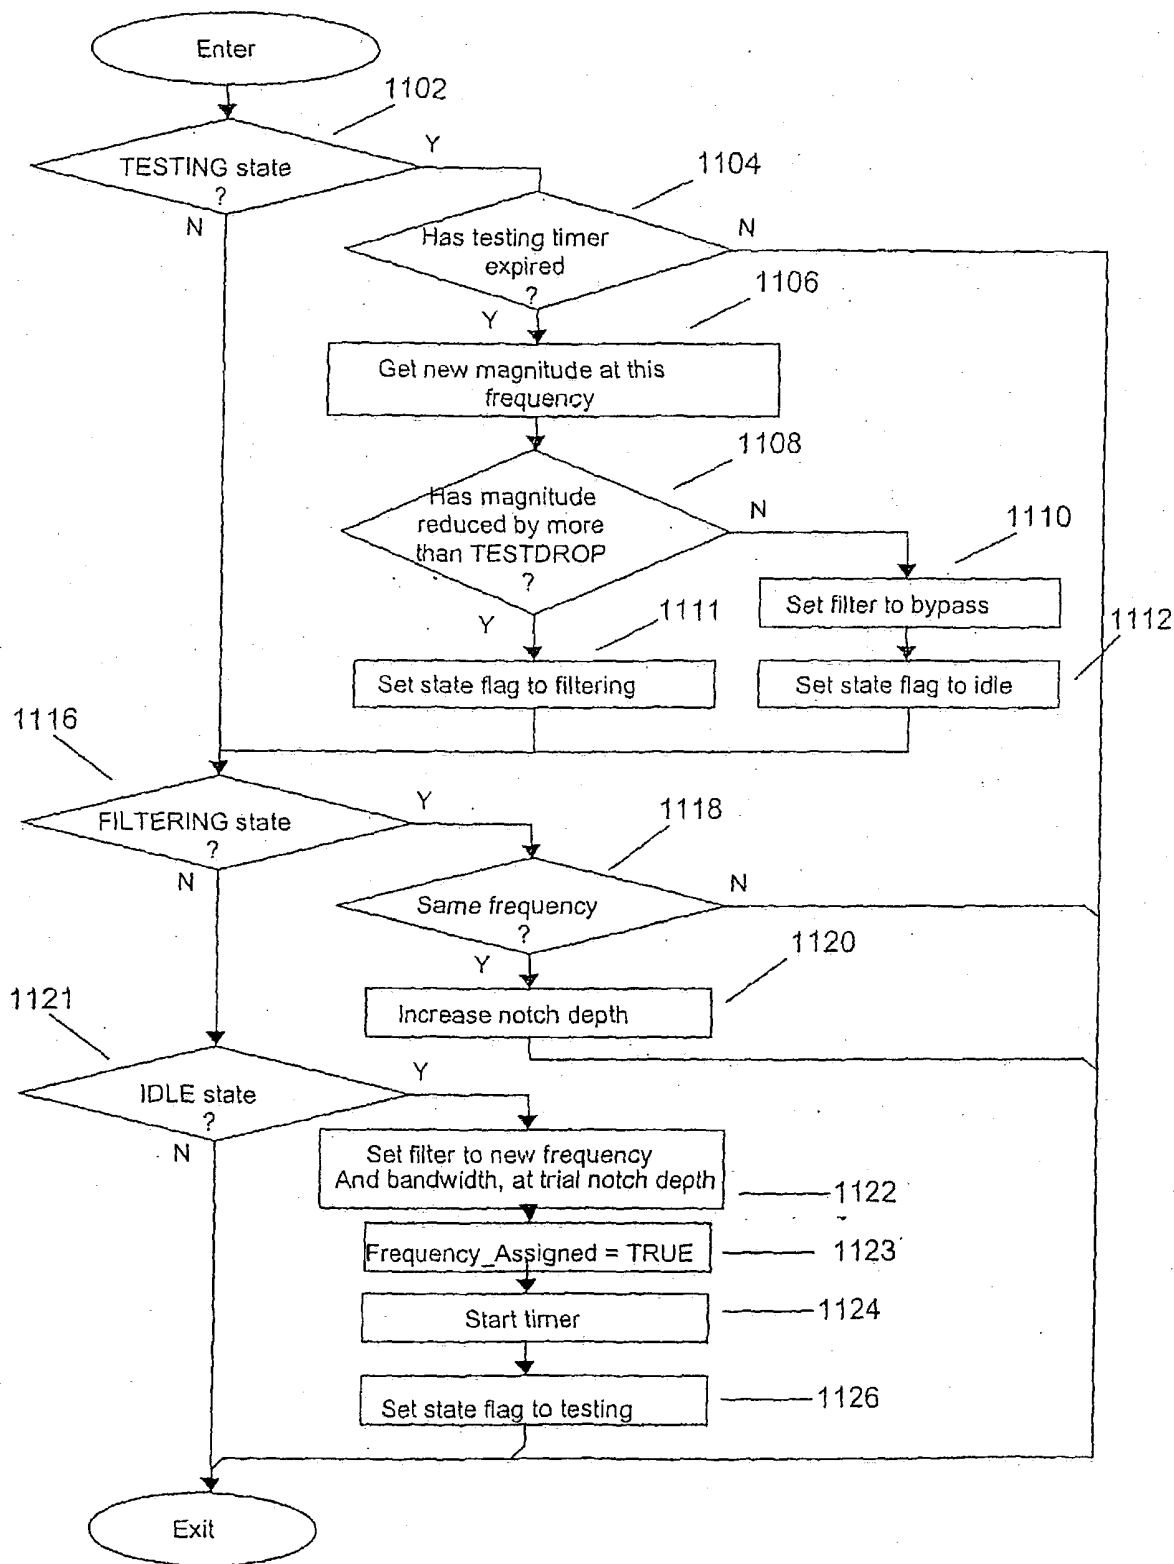 Enter
1102
TESTING state
?
Y
N
1104
Has testing timer
expired
?
N
Y
1106
Get new magnitude at this
frequency
1108
Has magnitude
reduced by more
than TESTDROP
?
N
Y
1110
Set filter to bypass
1111
1112
Set state flag to filtering
Set state flag to idle
1116
FILTERING state
?
Y
N
1118
Same frequency
?
N
Y
1120
Increase notch depth
1121
IDLE state
?
Y
N
Set filter to new frequency
And bandwidth, at trial notch depth
1122
Frequency_Assigned = TRUE
1123
Start timer
1124
Set state flag to testing
1126
Exit